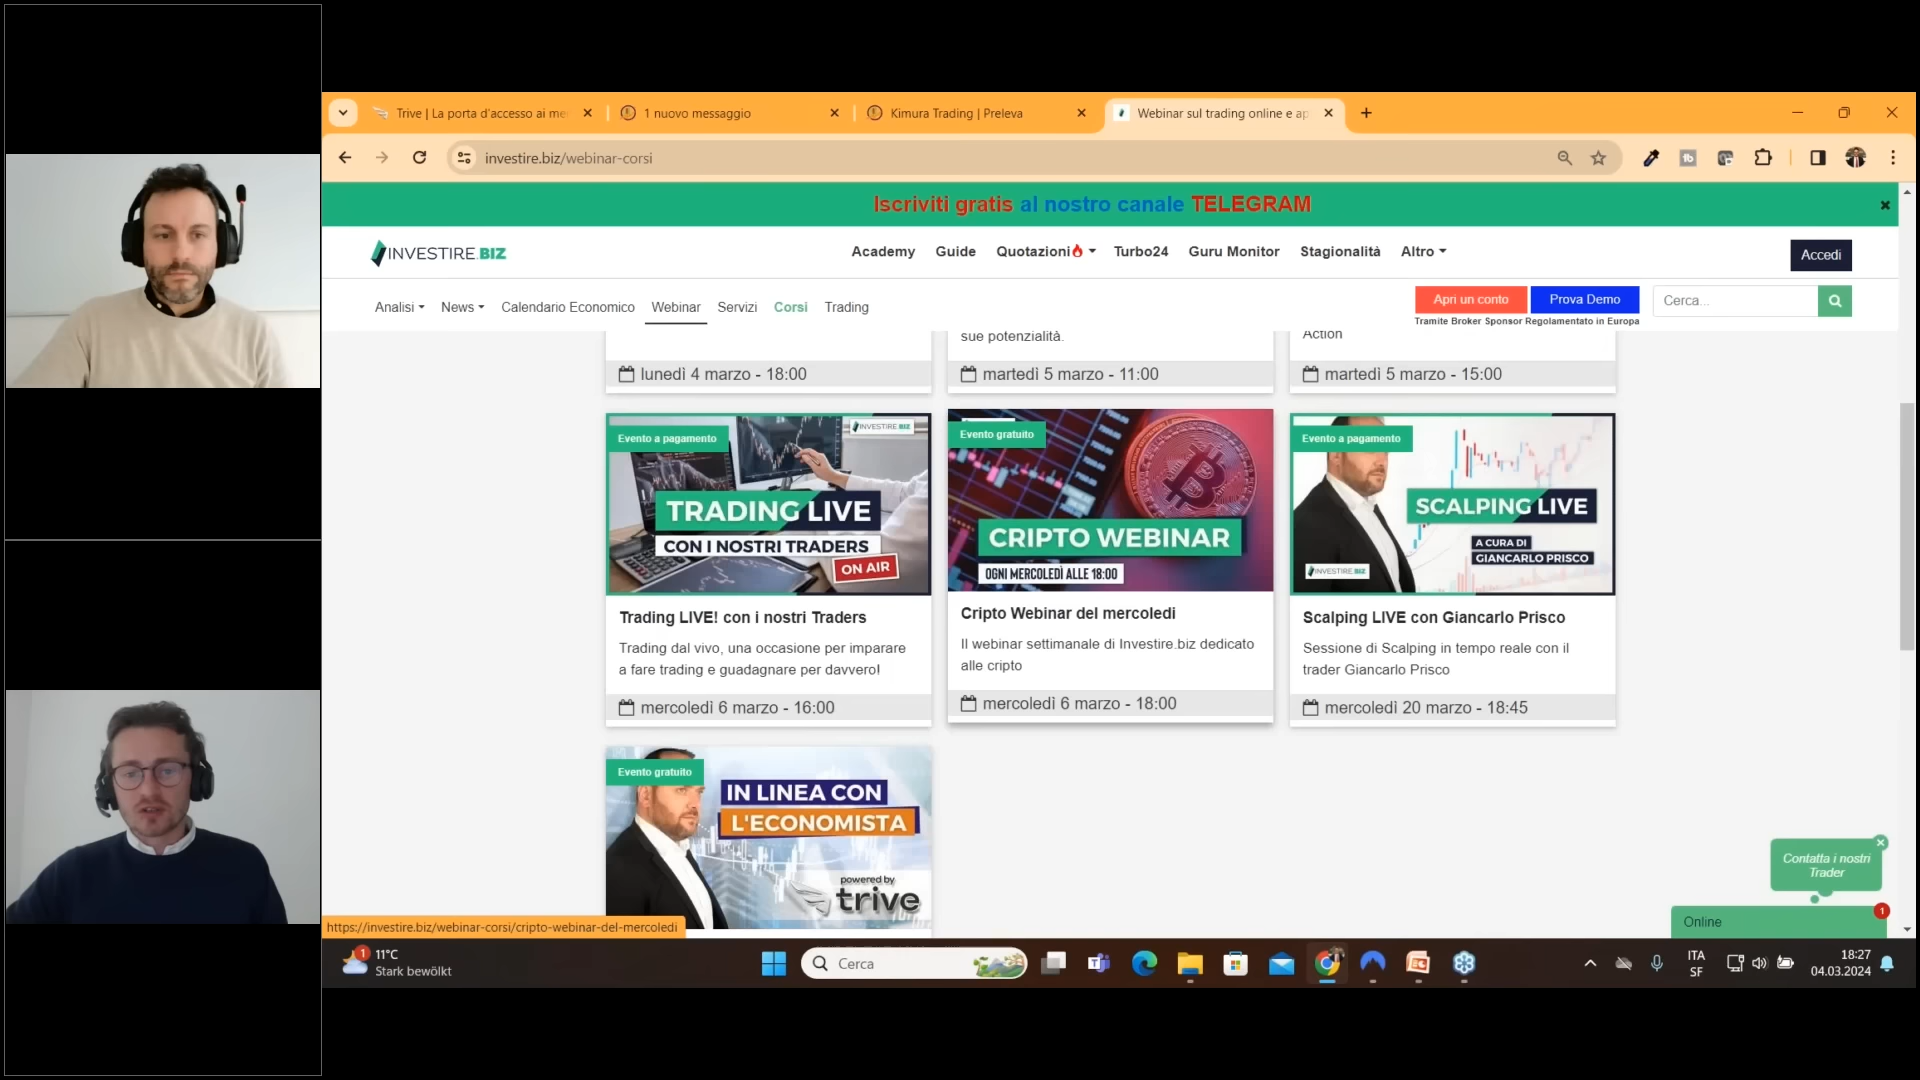 Trive | La porta d'accesso ai me
1 nuovo messaggio
Kimura Trading | Preleva
Webinar sul trading online e ap
investire.biz/webinar-corsi
Iscriviti gratis al nostro canale TELEGRAM
INVESTIRE.BIZ
Academy Guide Quotazioni Turbo24 Guru Monitor Stagionalità Altro
Accedi
Analisi News Calendario Economico Webinar Servizi Corsi Trading
Apri un conto Prova Demo
Cerca...
Tramite Broker Sponsor Regolamentato in Europa
sue potenzialità.
Action
lunedì 4 marzo - 18:00
martedì 5 marzo - 11:00
martedì 5 marzo - 15:00
Evento a pagamento
INVESTIRE.BIZ
TRADING LIVE
CON I NOSTRI TRADERS
ON AIR
Trading LIVE! con i nostri Traders
Trading dal vivo, una occasione per imparare
a fare trading e guadagnare per davvero!
mercoledì 6 marzo - 16:00
Evento gratuito
CRIPTO WEBINAR
OGNI MERCOLEDÌ ALLE 18:00
Cripto Webinar del mercoledi
Il webinar settimanale di Investire.biz dedicato
alle cripto
mercoledì 6 marzo - 18:00
Evento a pagamento
SCALPING LIVE
A CURA DI
GIANCARLO PRISCO
INVESTIRE.BIZ
Scalping LIVE con Giancarlo Prisco
Sessione di Scalping in tempo reale con il
trader Giancarlo Prisco
mercoledì 20 marzo - 18:45
Evento gratuito
IN LINEA CON
L'ECONOMISTA
powered by
trive
Contatta i nostri
Trader
Online
1
https://investire.biz/webinar-corsi/cripto-webinar-del-mercoledi
1
11°C
Stark bewölkt
Cerca
ITA
SF
18:27
04.03.2024